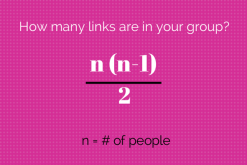 How many links are in your group?
n (n-1)
2
n = # of people